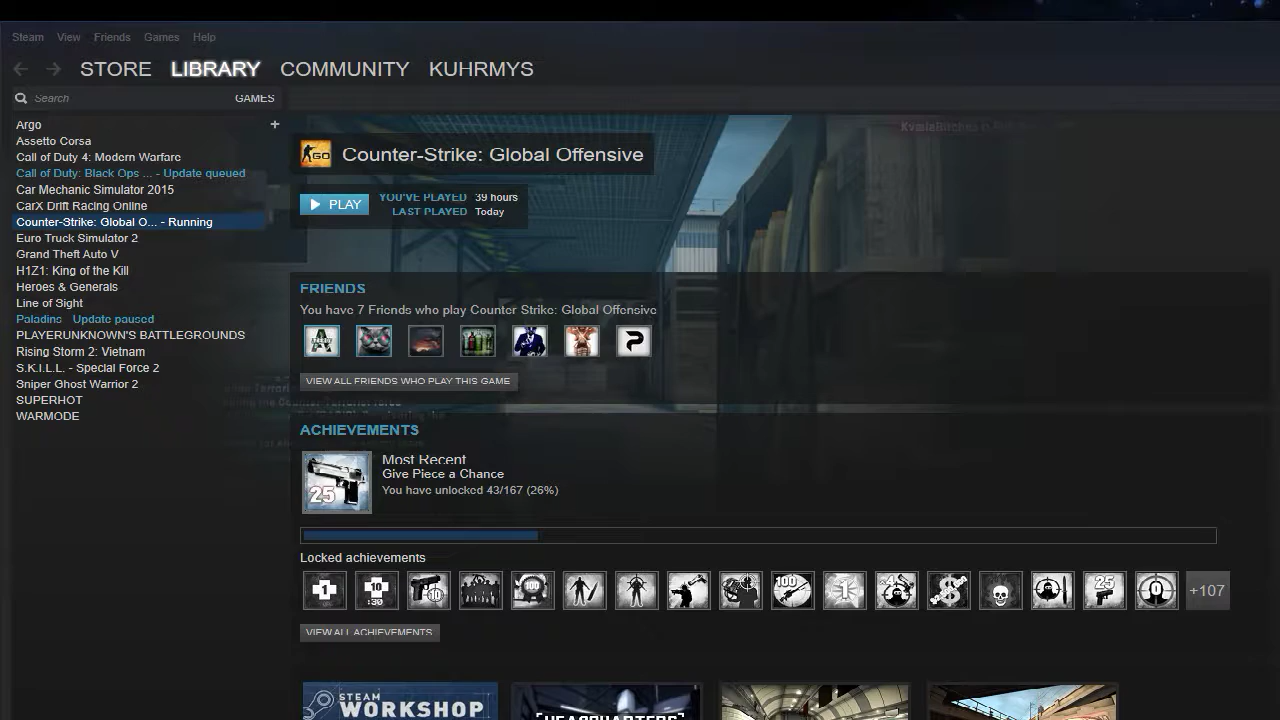 Steam View Friends Games Help
STORE LIBRARY COMMUNITY KUHRMYS
Search GAMES
Argo +
Assetto Corsa
Call of Duty 4: Modern Warfare
Call of Duty: Black Ops ... - Update queued
Car Mechanic Simulator 2015
CarX Drift Racing Online
Counter-Strike: Global O... - Running
Euro Truck Simulator 2
Grand Theft Auto V
H1Z1: King of the Kill
Heroes & Generals
Line of Sight
Paladins Update paused
PLAYERUNKNOWN'S BATTLEGROUNDS
Rising Storm 2: Vietnam
S.K.I.L.L. - Special Force 2
Sniper Ghost Warrior 2
SUPERHOT
WARMODE
GO Counter-Strike: Global Offensive
PLAY
YOU'VE PLAYED 39 hours
LAST PLAYED Today
FRIENDS
You have 7 Friends who play Counter Strike: Global Offensive
VIEW ALL FRIENDS WHO PLAY THIS GAME
ACHIEVEMENTS
25
Most Recent
Give Piece a Chance
You have unlocked 43/167 (26%)
Locked achievements
+107
VIEW ALL ACHIEVEMENTS
STEAM
WORKSHOP
HEADQUARTERS